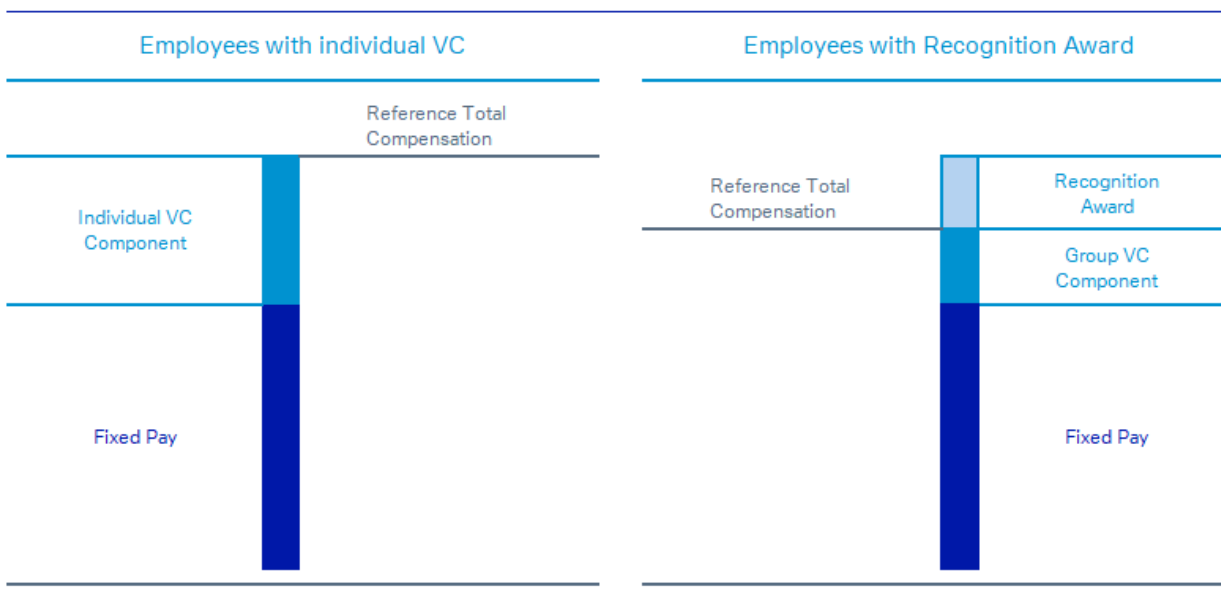 Employees with individual VC
Reference Total
Compensation
Individual VC
Component
Fixed Pay
Employees with Recognition Award
Reference Total
Compensation
Recognition
Award
Group VC
Component
Fixed Pay